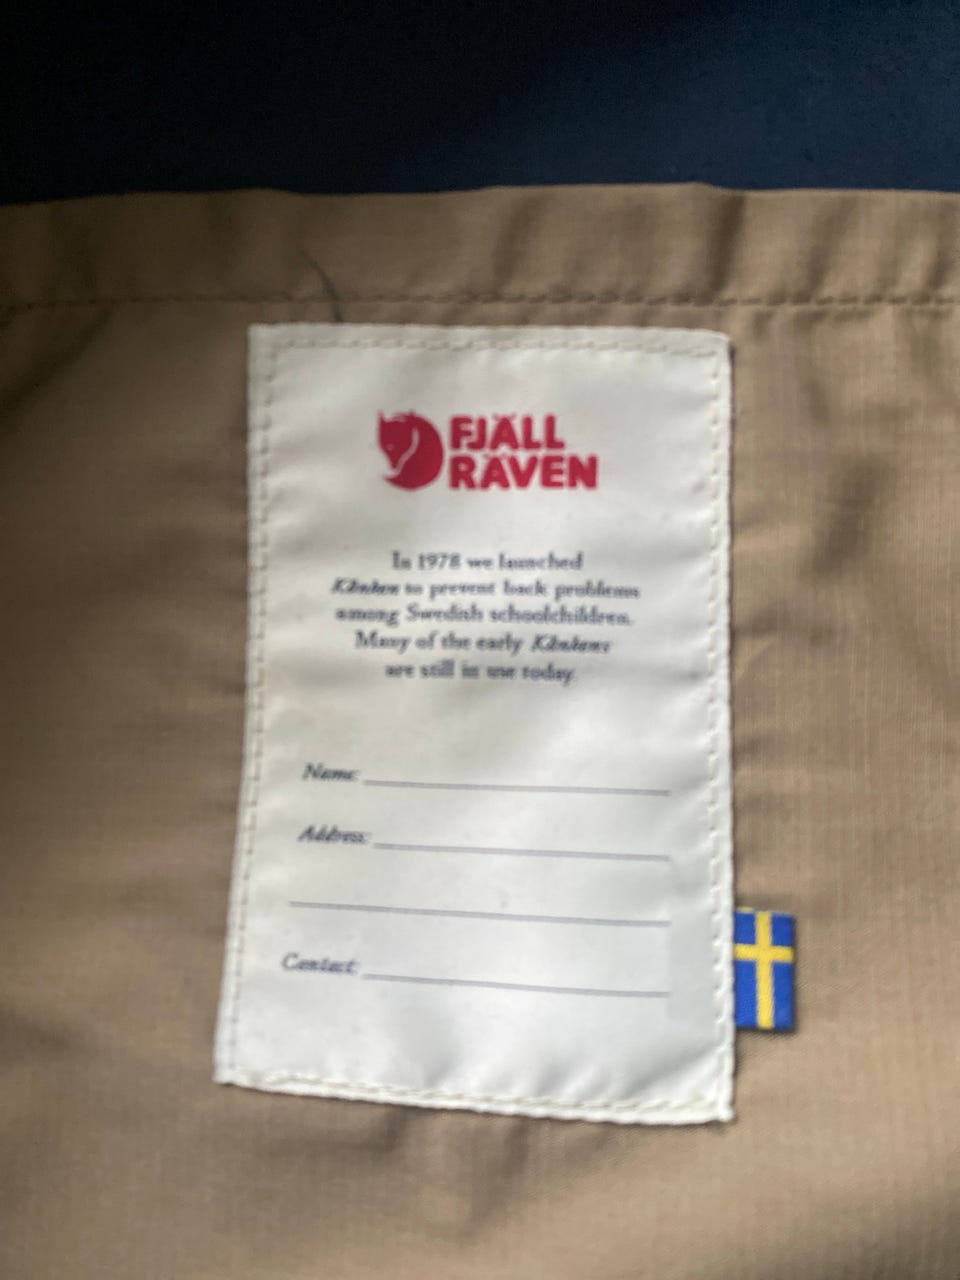 FJÄLL
RÄVEN
In 1978 we launched
Kånken to prevent back problems
among Swedish schoolchildren.
Many of the early Kånkens
are still in use today.
Name:
Address:
Contact: